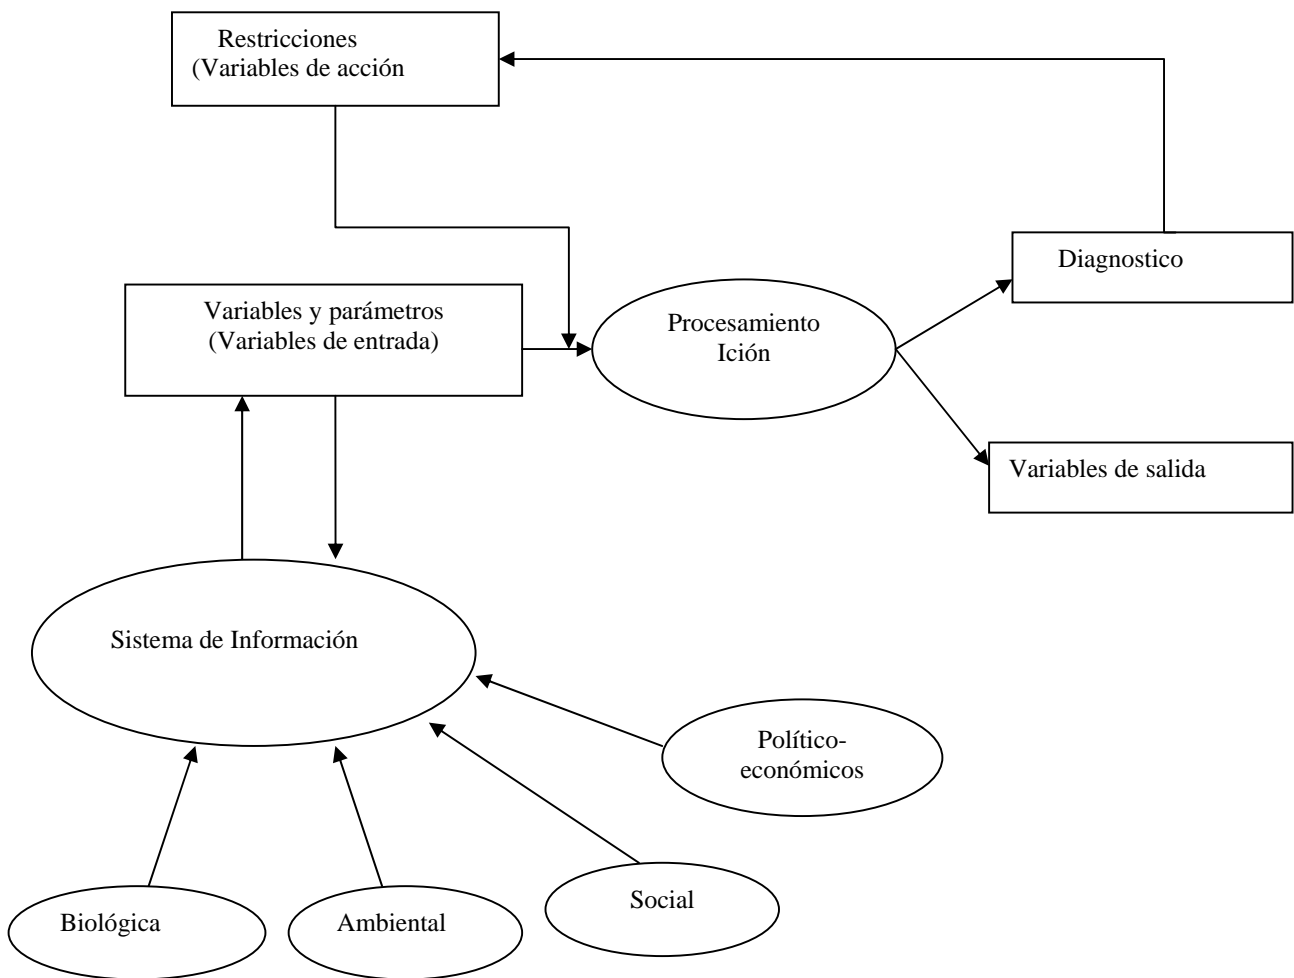 Restricciones
(Variables de acción
Diagnostico
Variables y parámetros
(Variables de entrada)
Procesamiento
Ición
Variables de salida
Sistema de Información
Político-
económicos
Social
Biológica
Ambiental